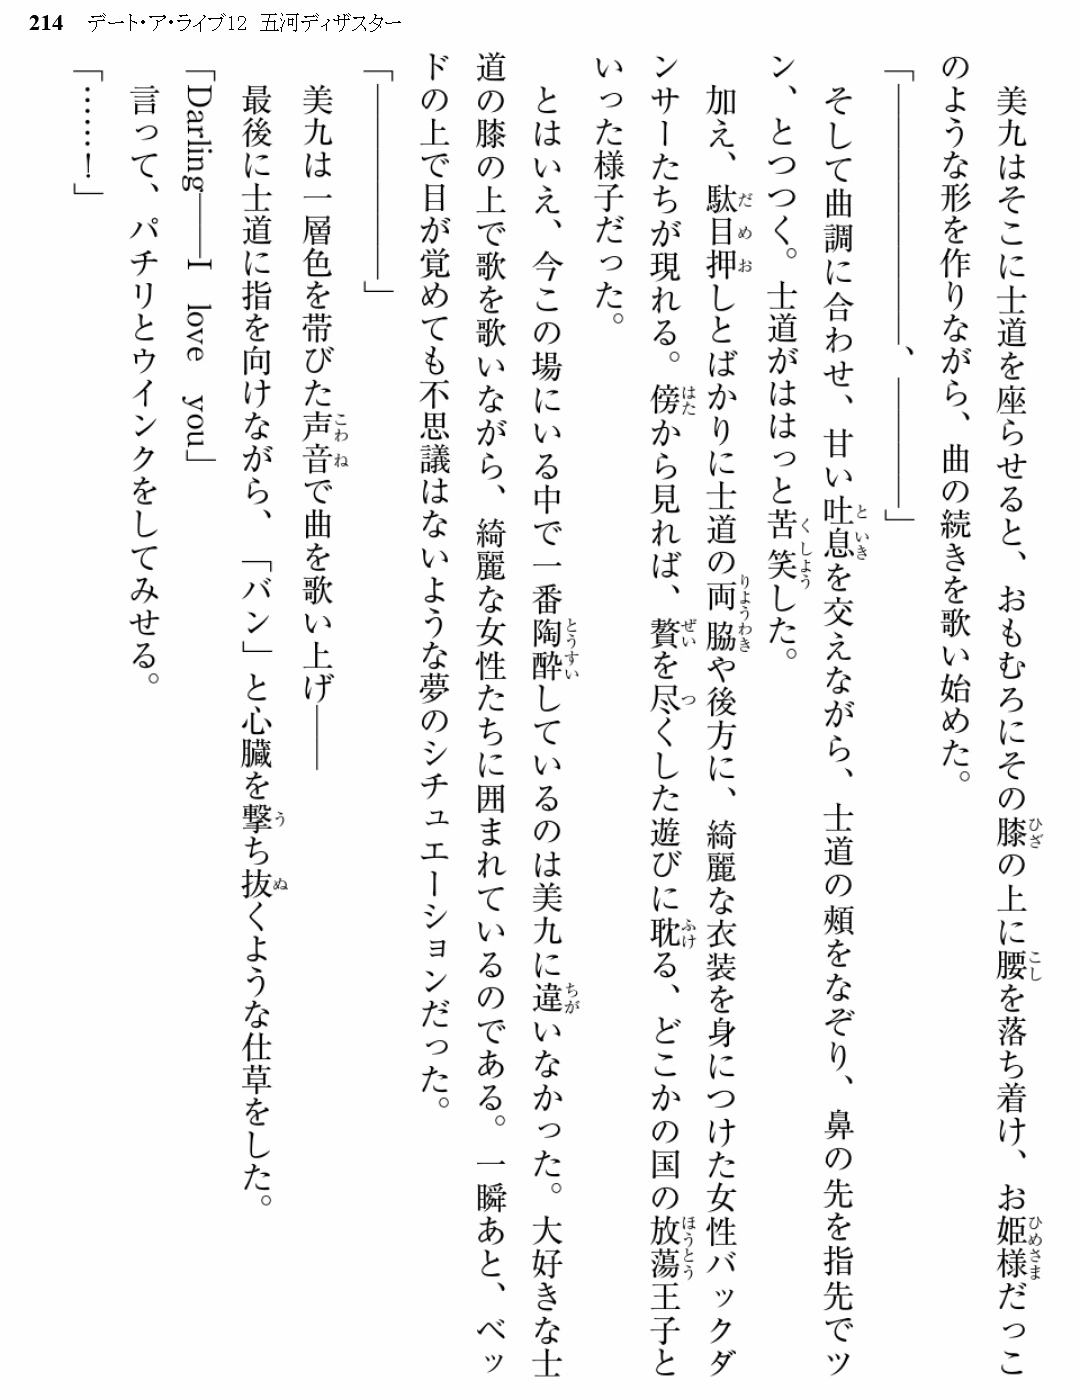 214 デート・ア・ライブ12 五河ディザスター
美九はそこに士道を座らせると、おもむろにその膝の上に腰を落ち着け、お姫様だっこ
のような形を作りながら、曲の続きを歌い始めた。
「――――――――、――――」
そして曲調に合わせ、甘い吐息を交えながら、士道の頰をなぞり、鼻の先を指先でツ
ン、とつつく。士道がははっと苦笑した。
加え、駄目押しとばかりに士道の両脇や後方に、綺麗な衣装を身につけた女性バックダ
ンサーたちが現れる。傍から見れば、贅を尽くした遊びに耽る、どこかの国の放蕩王子と
いった様子だった。
とはいえ、今この場にいる中で一番陶酔しているのは美九に違いなかった。大好きな士
道の膝の上で歌を歌いながら、綺麗な女性たちに囲まれているのである。一瞬あと、ベッ
ドの上で目が覚めても不思議はないような夢のシチュエーションだった。
「――――――」
美九は一層色を帯びた声音で曲を歌い上げ――
最後に士道に指を向けながら、「バン」と心臓を撃ち抜くような仕草をした。
「Darling――I love you」
言って、パチリとウインクをしてみせる。
「……！」